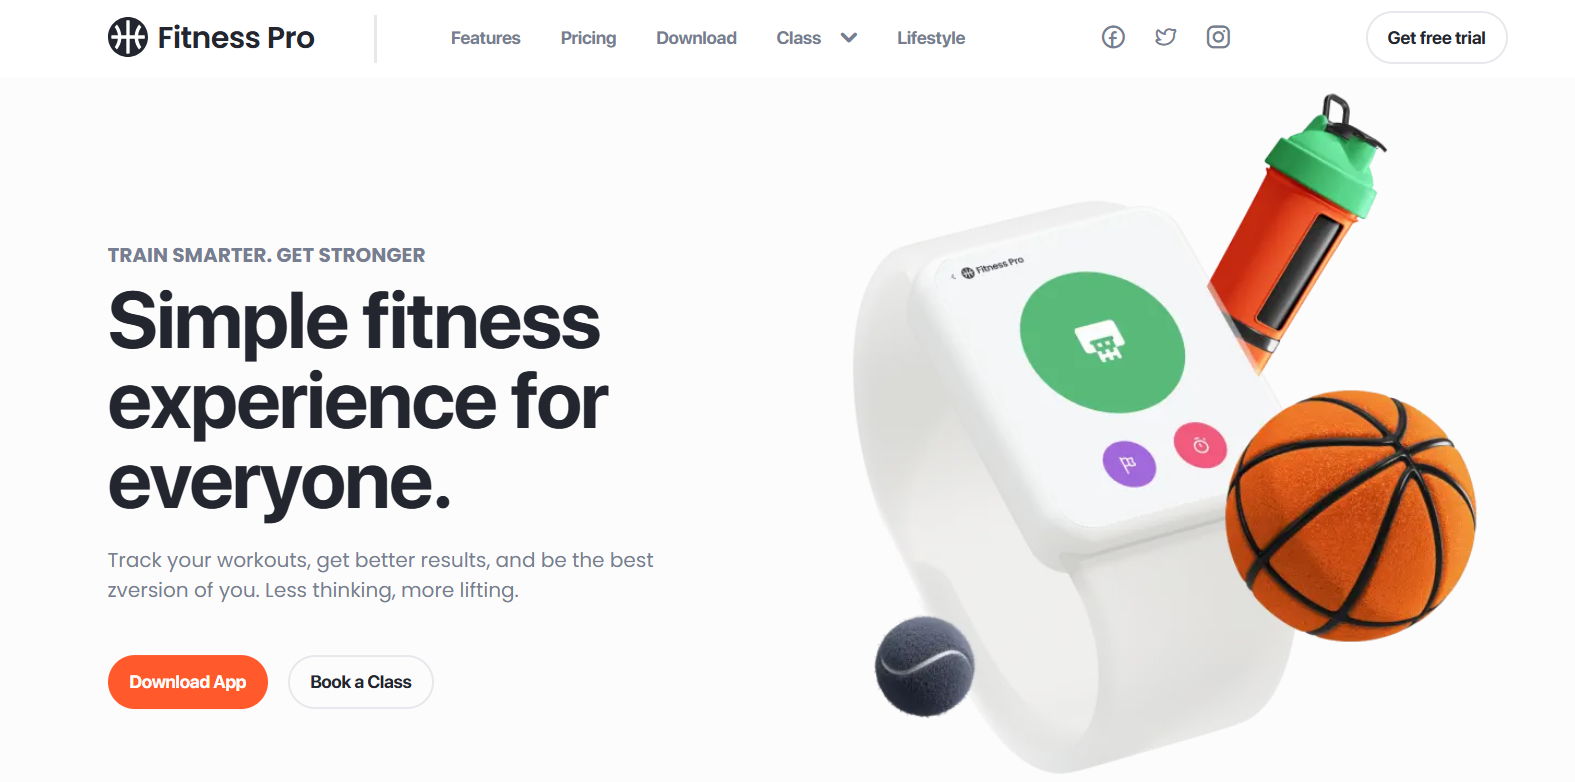 Fitness Pro
Features
Pricing
Download
Class
Lifestyle
Get free trial
TRAIN SMARTER. GET STRONGER
Simple fitness
experience for
everyone.
Track your workouts, get better results, and be the best
zversion of you. Less thinking, more lifting.
Download App
Book a Class
Fitness Pro